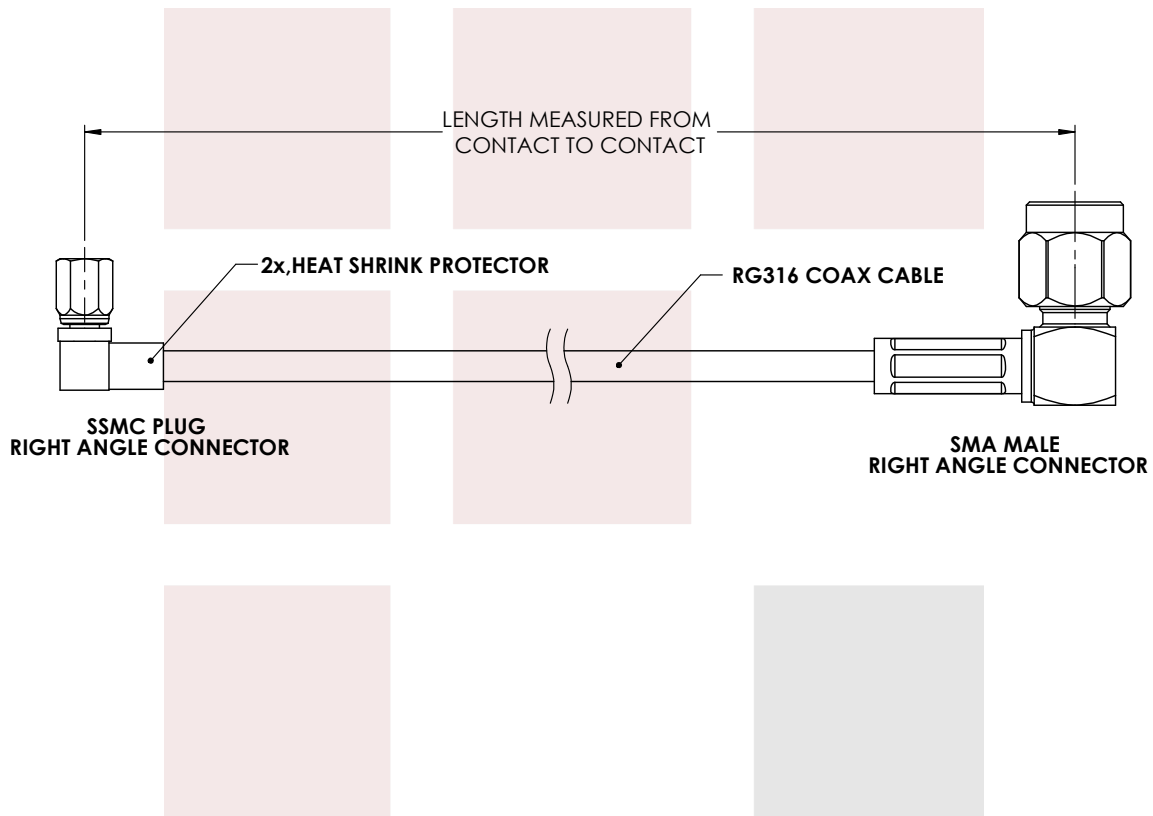 LENGTH MEASURED FROM
CONTACT TO CONTACT
2x,HEAT SHRINK PROTECTOR
RG316 COAX CABLE
SSMC PLUG
RIGHT ANGLE CONNECTOR
SMA MALE
RIGHT ANGLE CONNECTOR